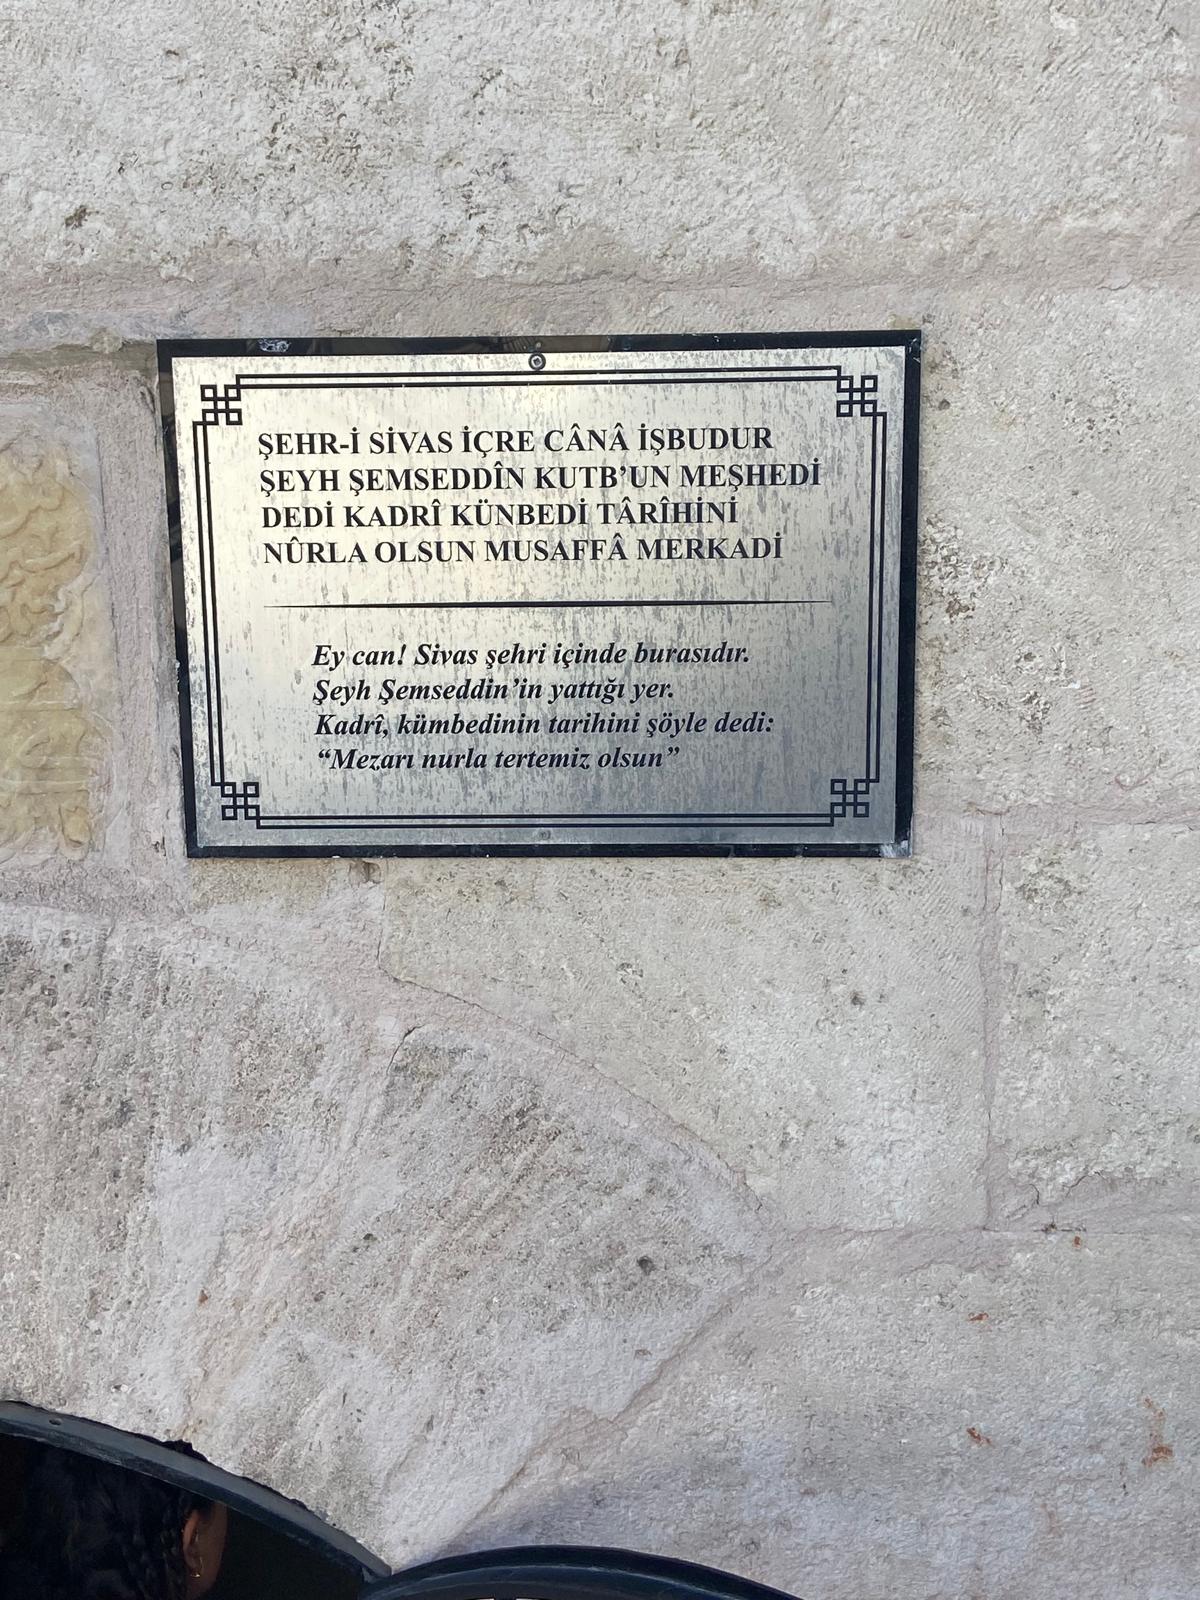 ŞEHR-İ SİVAS İÇRE CÂNÂ İŞBUDUR
ŞEYH ŞEMSEDDÎN KUTB’UN MEŞHEDİ
DEDİ KADRÎ KÜNBEDİ TÂRÎHİNİ
NÛRLA OLSUN MUSAFFÂ MERKADİ
Ey can! Sivas şehri içinde burasıdır.
Şeyh Şemseddin’in yattığı yer.
Kadrî, kümbedinin tarihini şöyle dedi:
“Mezarı nurla tertemiz olsun”